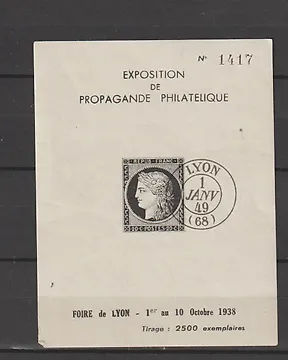 N° 1417
EXPOSITION
DE
PROPAGANDE PHILATELIQUE
REPUB. FRANC.
20 C POSTES 20 C
LYON
1
JANV
49
(68)
FOIRE de LYON - 1er au 10 Octobre 1938
Tirage : 2500 exemplaires